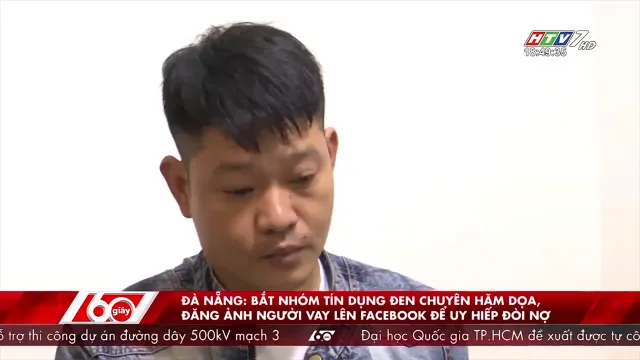 HTV7 HD
18:49:35
60 giây
ĐÀ NẴNG: BẮT NHÓM TÍN DỤNG ĐEN CHUYÊN HĂM DỌA,
ĐĂNG ẢNH NGƯỜI VAY LÊN FACEBOOK ĐỂ UY HIẾP ĐÒI NỢ
ỗ trợ thi công dự án đường dây 500kV mạch 3 60 Đại học Quốc gia TP.HCM đề xuất được tự c